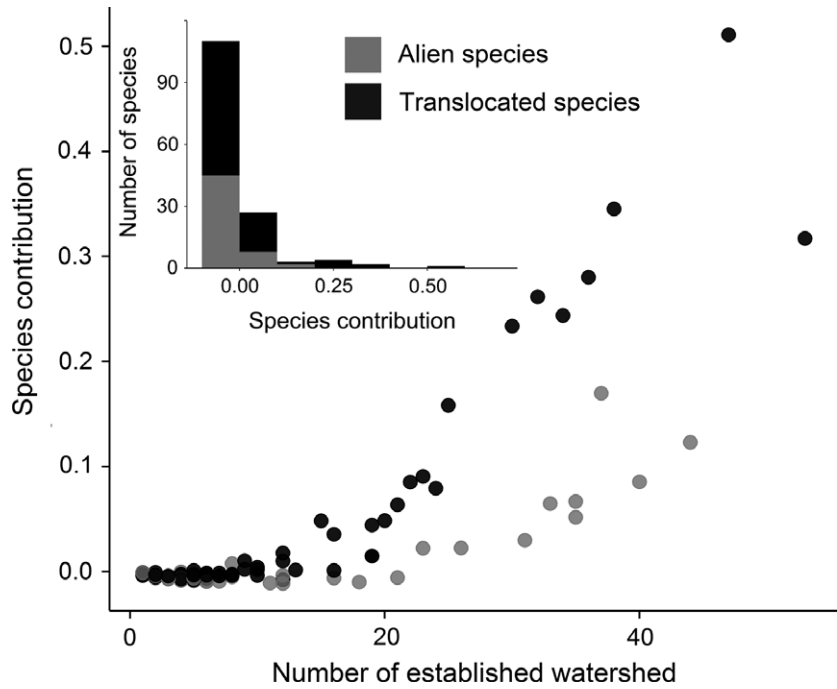 Alien species
Translocated species
Number of species
90
60
30
0
0.00 0.25 0.50
Species contribution
Species contribution
0.5
0.4
0.3
0.2
0.1
0.0
0 20 40
Number of established watershed